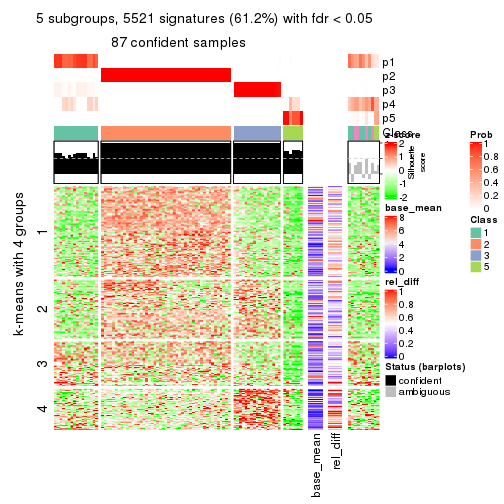 5 subgroups, 5521 signatures (61.2%) with fdr < 0.05
87 confident samples
p1
p2
p3
p4
p5
Class
1
2
3
4
k-means with 4 groups
base_mean
rel_diff
z-score
2
1
0
-1
-2
Silhouette
score
base_mean
8
6
4
2
0
rel_diff
1
0.8
0.6
0.4
0.2
0
Status (barplots)
confident
ambiguous
Prob
1
0.8
0.6
0.4
0.2
0
Class
1
2
3
5